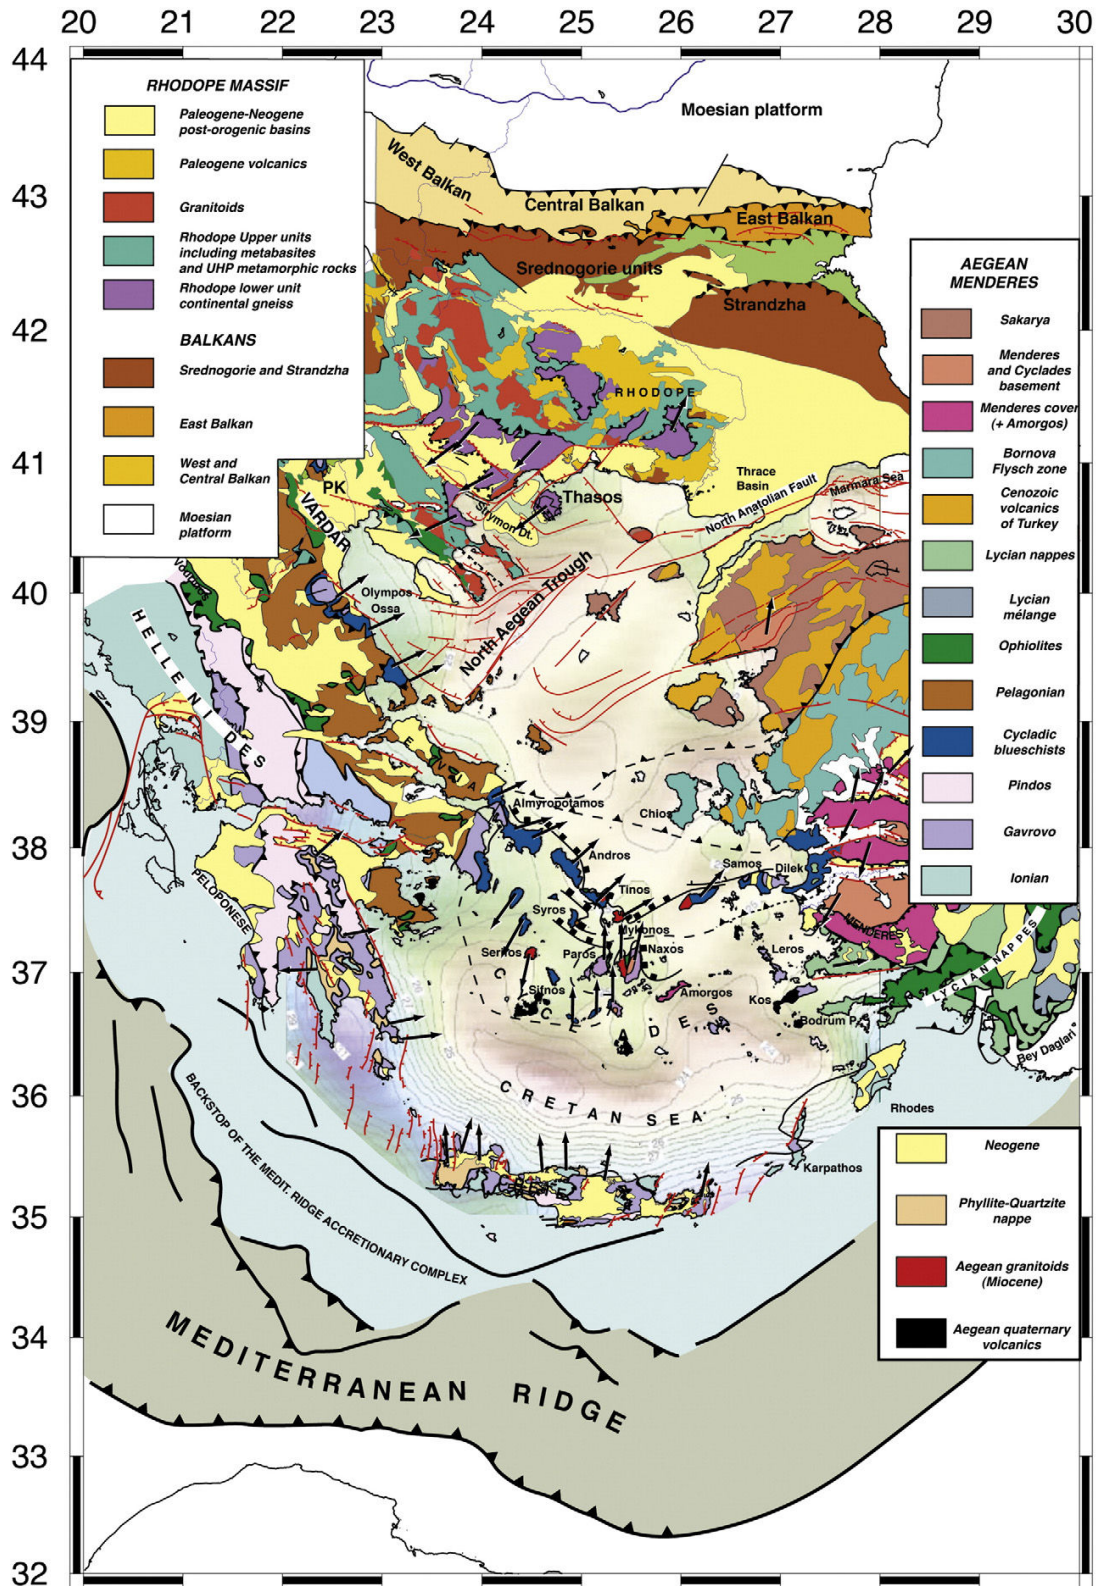 20 21 22 23 24 25 26 27 28 29 30
44
43
42
41
40
39
38
37
36
35
34
33
32
RHODOPE MASSIF
Paleogene-Neogene
post-orogenic basins
Paleogene volcanics
Granitoids
Rhodope Upper units
including metabasites
and UHP metamorphic rocks
Rhodope lower unit
continental gneiss
BALKANS
Srednogorie and Strandzha
East Balkan
West and
Central Balkan
Moesian
platform
Moesian platform
West Balkan
Central Balkan
East Balkan
Srednogorie units
Strandzha
RHODOPE
Thrace
Basin
Marmara Sea
North Anatolian Fault
Thasos
Strymon Dt.
PK
VARDAR
Olympos
Ossa
North Aegean Trough
HELLENIDES
EVVIA
Almyropotamos
Chios
Andros
Samos
Dilek
Tinos
Syros
Mykonos
Serifos
Paros
Naxos
Leros
Sifnos
Amorgos
Kos
Bodrum P.
MENDERES
LYCIAN NAPPES
Bey Daglari
PELOPONESE
CRETAN SEA
Rhodes
Karpathos
CRETE
BACKSTOP OF THE MEDIT. RIDGE ACCRETIONARY COMPLEX
MEDITERRANEAN RIDGE
AEGEAN
MENDERES
Sakarya
Menderes
and Cyclades
basement
Menderes cover
(+ Amorgos)
Bornova
Flysch zone
Cenozoic
volcanics
of Turkey
Lycian nappes
Lycian
mélange
Ophiolites
Pelagonian
Cycladic
blueschists
Pindos
Gavrovo
Ionian
Neogene
Phyllite-Quartzite
nappe
Aegean granitoids
(Miocene)
Aegean quaternary
volcanics